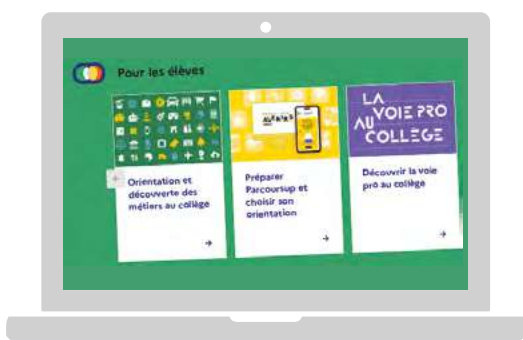 Pour les élèves
Orientation et
découverte des
métiers au collège
Préparer
Parcoursup et
choisir son
orientation
LA
VOIE PRO
AU
COLLÈGE
Découvrir la voie
pro au collège